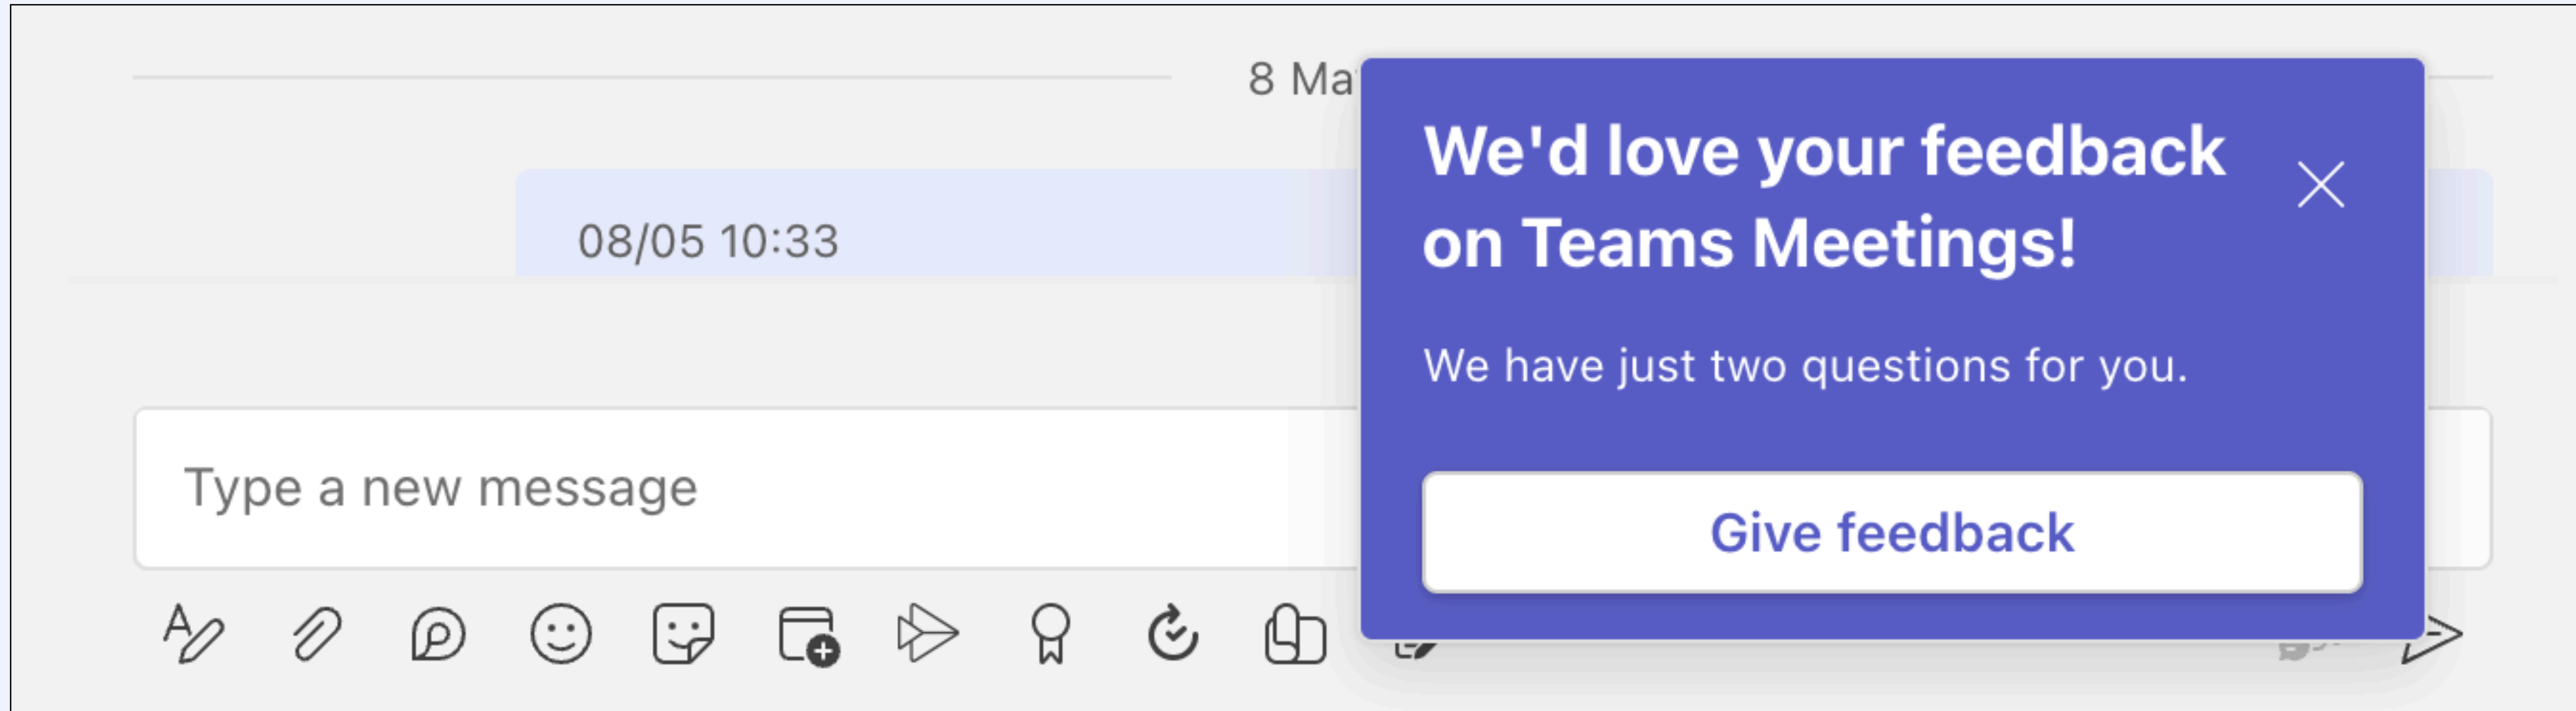 8 Ma
We'd love your feedback
on Teams Meetings!
08/05 10:33
We have just two questions for you.
Type a new message
Give feedback